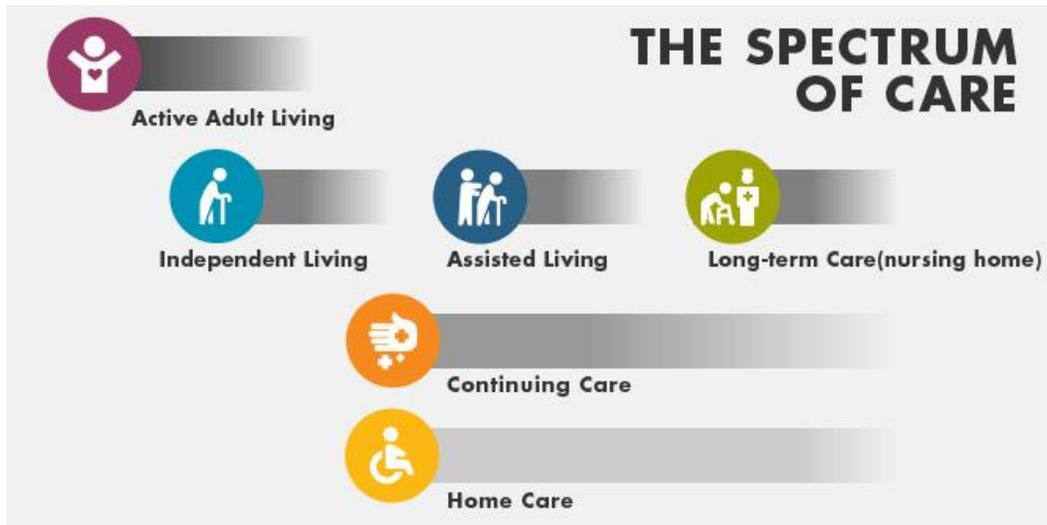 THE SPECTRUM
OF CARE
Active Adult Living
Independent Living
Assisted Living
Long-term Care(nursing home)
Continuing Care
Home Care